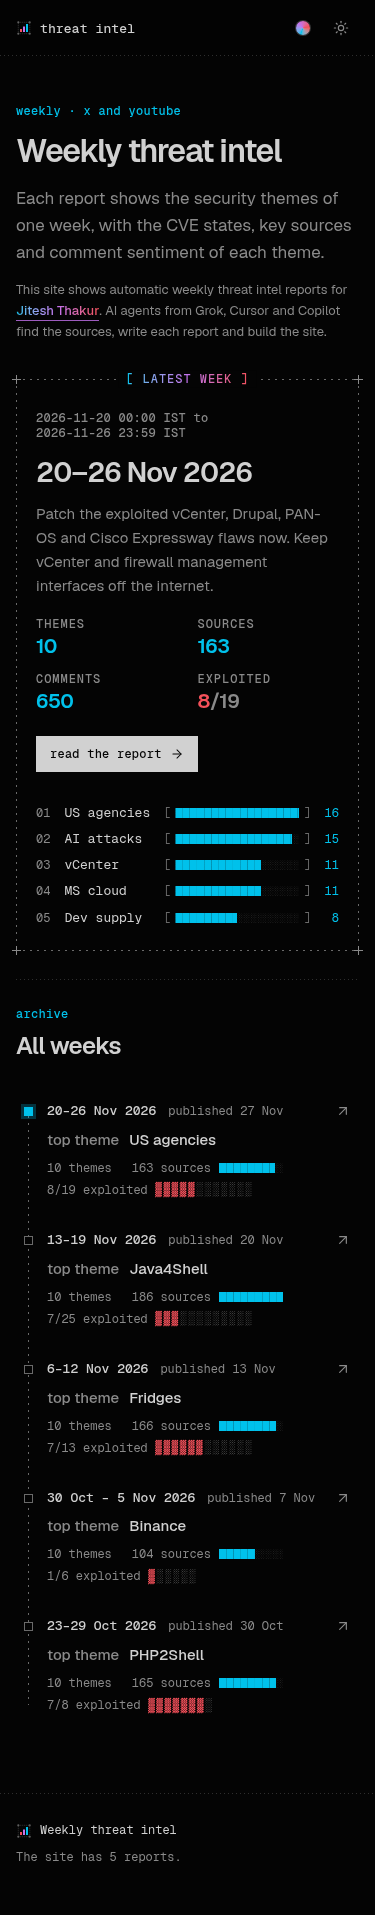 threat intel
weekly · x and youtube
Weekly threat intel
Each report shows the security themes of
one week, with the CVE states, key sources
and comment sentiment of each theme.
This site shows automatic weekly threat intel reports for
Jitesh Thakur. AI agents from Grok, Cursor and Copilot
find the sources, write each report and build the site.
[ LATEST WEEK ]
2026-11-20 00:00 IST to
2026-11-26 23:59 IST
20–26 Nov 2026
Patch the exploited vCenter, Drupal, PAN-
OS and Cisco Expressway flaws now. Keep
vCenter and firewall management
interfaces off the internet.
THEMES SOURCES
10 163
COMMENTS EXPLOITED
650 8/19
read the report →
01 US agencies [ ] 16
02 AI attacks [ ] 15
03 vCenter [ ] 11
04 MS cloud [ ] 11
05 Dev supply [ ] 8
archive
All weeks
20–26 Nov 2026 published 27 Nov
top theme US agencies
10 themes 163 sources
8/19 exploited
13–19 Nov 2026 published 20 Nov
top theme Java4Shell
10 themes 186 sources
7/25 exploited
6–12 Nov 2026 published 13 Nov
top theme Fridges
10 themes 166 sources
7/13 exploited
30 Oct – 5 Nov 2026 published 7 Nov
top theme Binance
10 themes 104 sources
1/6 exploited
23–29 Oct 2026 published 30 Oct
top theme PHP2Shell
10 themes 165 sources
7/8 exploited
Weekly threat intel
The site has 5 reports.